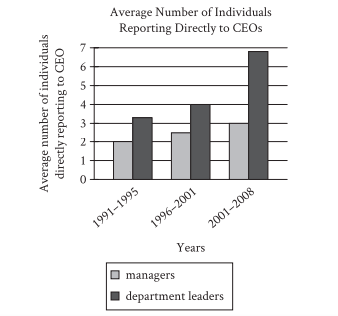 Average Number of Individuals
Reporting Directly to CEOs
Average number of individuals
directly reporting to CEO
7
6
5
4
3
2
1
0
1991–1995
1996–2001
2001–2008
Years
managers
department leaders